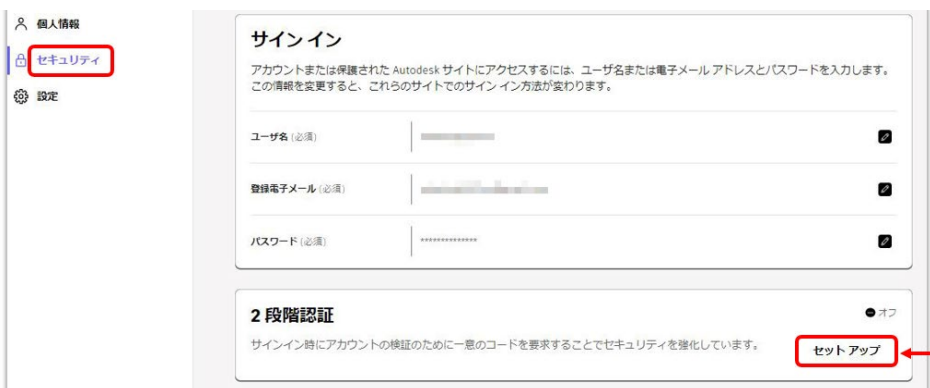 個人情報
セキュリティ
設定
サイン イン
アカウントまたは保護された Autodesk サイトにアクセスするには、ユーザ名または電子メール アドレスとパスワードを入力します。
この情報を変更すると、これらのサイトでのサイン イン方法が変わります。
ユーザ名 (必須)
登録電子メール (必須)
パスワード (必須) **************
2 段階認証
オフ
サインイン時にアカウントの検証のために一意のコードを要求することでセキュリティを強化しています。
セット アップ